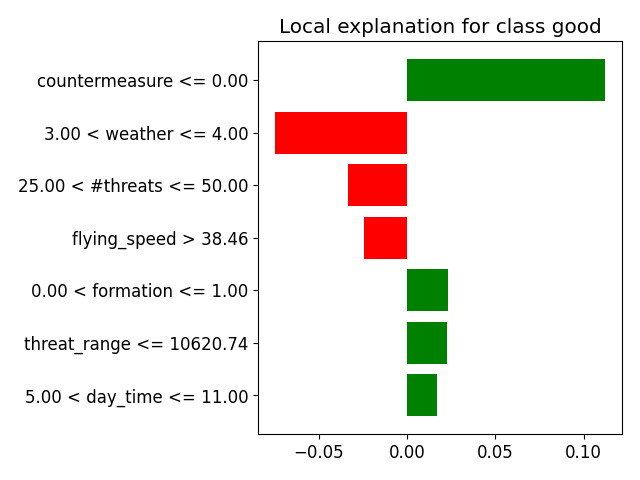 Local explanation for class good
countermeasure <= 0.00
3.00 < weather <= 4.00
25.00 < #threats <= 50.00
flying_speed > 38.46
0.00 < formation <= 1.00
threat_range <= 10620.74
5.00 < day_time <= 11.00
−0.05 0.00 0.05 0.10